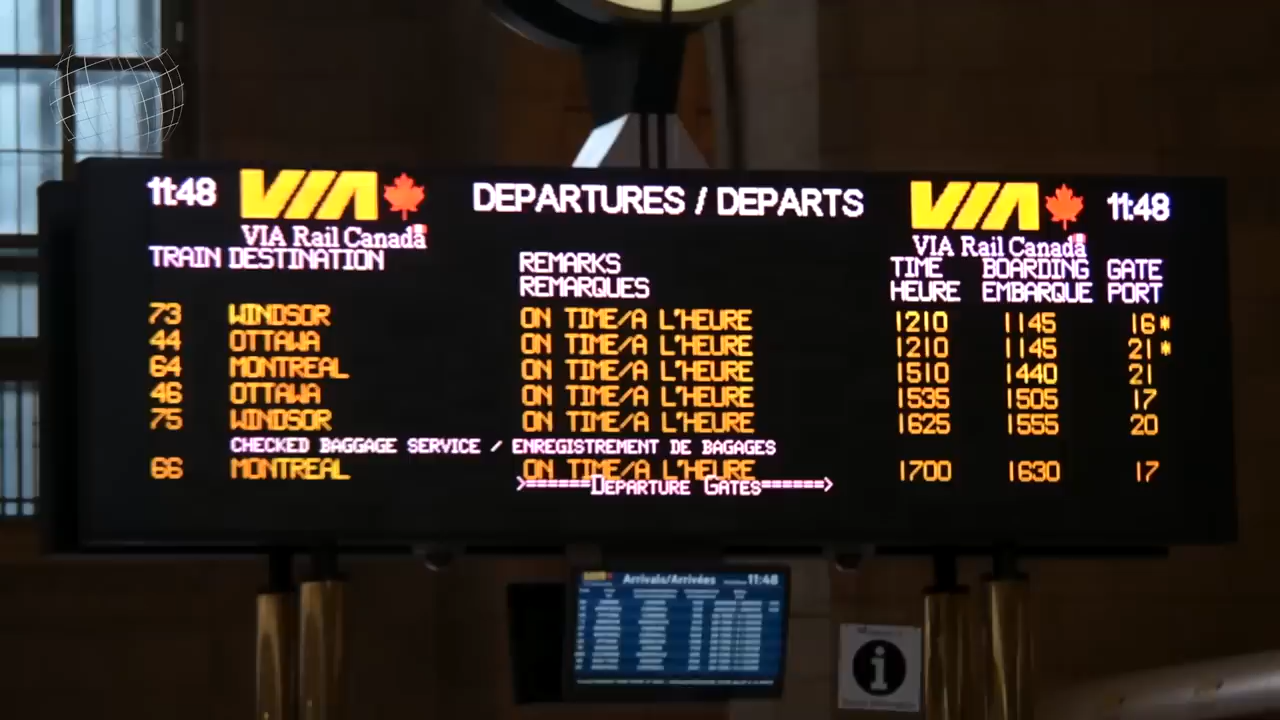 11:48 VIA DEPARTURES / DEPARTS VIA 11:48
VIA Rail Canada VIA Rail Canada
TRAIN DESTINATION REMARKS TIME BOARDING GATE
REMARQUES HEURE EMBARQUE PORT
73 WINDSOR ON TIME/A L'HEURE 1210 1145 16*
44 OTTAWA ON TIME/A L'HEURE 1210 1145 21*
64 MONTREAL ON TIME/A L'HEURE 1510 1440 21
46 OTTAWA ON TIME/A L'HEURE 1535 1505 17
75 WINDSOR ON TIME/A L'HEURE 1625 1555 20
CHECKED BAGGAGE SERVICE / ENREGISTREMENT DE BAGAGES
66 MONTREAL ON TIME/A L'HEURE 1700 1630 17
>======DEPARTURE GATES======>
Arrivals/Arrivées 11:48
i